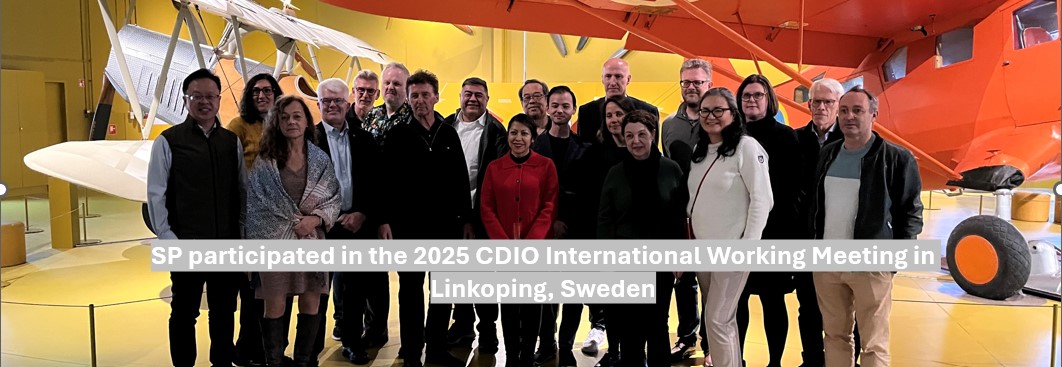 SP participated in the 2025 CDIO International Working Meeting in
Linkoping, Sweden